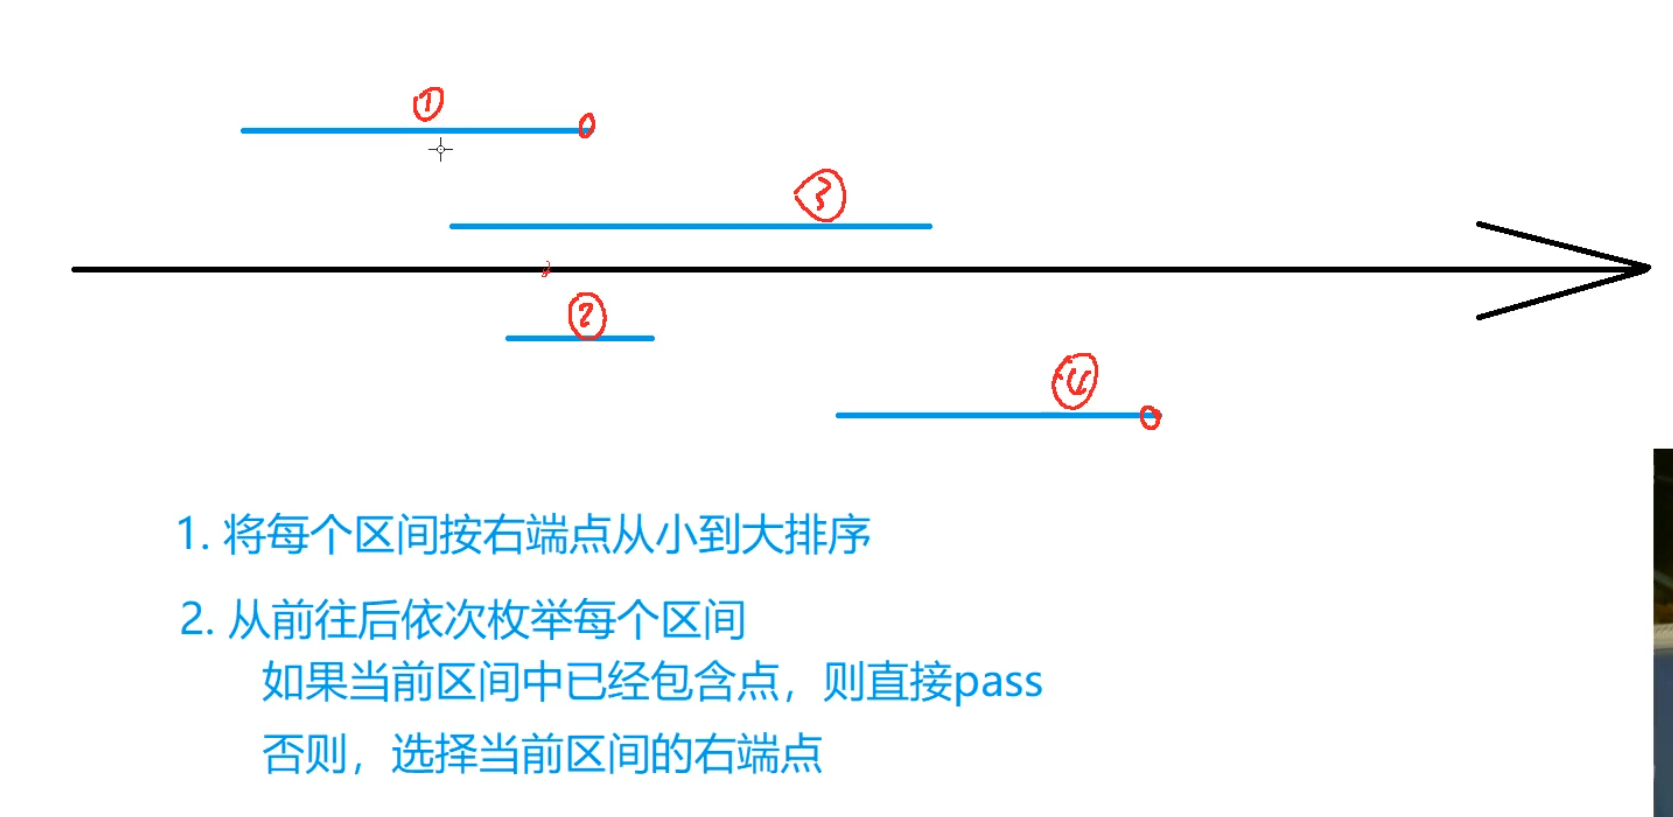 ①
③
②
④
1. 将每个区间按右端点从小到大排序
2. 从前往后依次枚举每个区间
如果当前区间中已经包含点，则直接pass
否则，选择当前区间的右端点